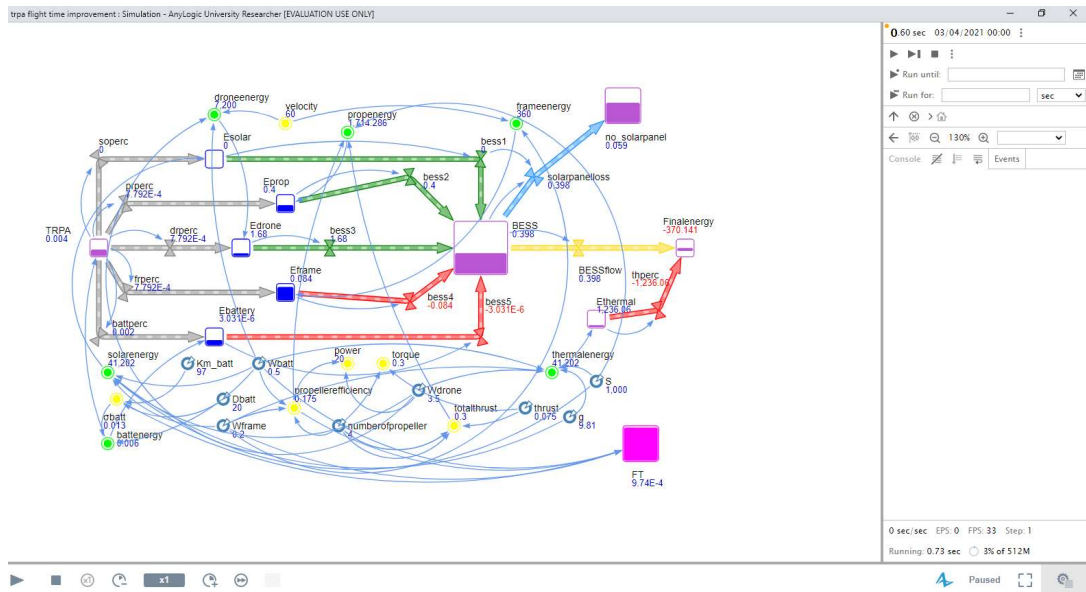 trpa flight time improvement : Simulation - AnyLogic University Researcher [EVALUATION USE ONLY]
0.60 sec 03/04/2021 00:00
Run until:
Run for:
sec
130%
Console
Events
droneenergy
7,200
velocity
60
propenergy
1,714.286
frameenergy
360
no_solarpanel
0.059
soperc
0
Esolar
0
bess1
0
prperc
7.792E-4
Eprop
0.4
bess2
0.4
solarpanelloss
0.398
TRPA
0.004
drperc
7.792E-4
Edrone
1.68
bess3
1.68
BESS
0.398
Finalenergy
-370.141
frperc
7.792E-4
Eframe
0.084
bess4
-0.084
bess5
-3.031E-6
BESSflow
0.398
thperc
-1,236.06
Ethermal
1,236.06
battperc
0.002
Ebattery
3.031E-6
solarenergy
41.202
Km_batt
97
Wbatt
0.5
power
20
torque
0.3
thermalenergy
41.202
S
1,000
Dbatt
20
propellerefficiency
0.175
Wdrone
3.5
dbatt
0.013
Wframe
0.2
numberofpropeller
4
totalthrust
0.3
thrust
0.075
g
9.81
battenergy
0.006
FT
9.74E-4
0 sec/sec EPS: 0 FPS: 33 Step: 1
Running: 0.73 sec 3% of 512M
x1
x1
Paused